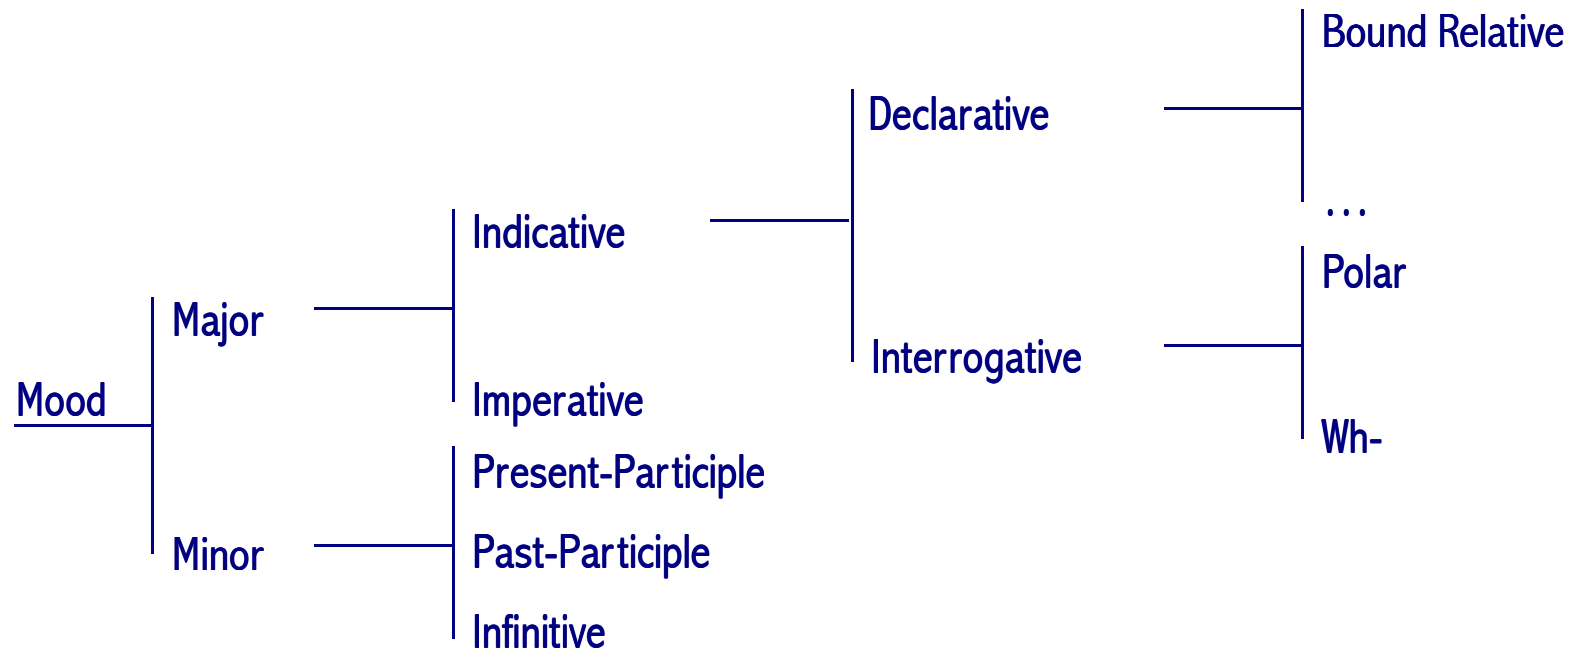 Bound Relative
Declarative
...
Indicative
Polar
Major
Interrogative
Mood
Imperative
Wh-
Present-Participle
Minor
Past-Participle
Infinitive